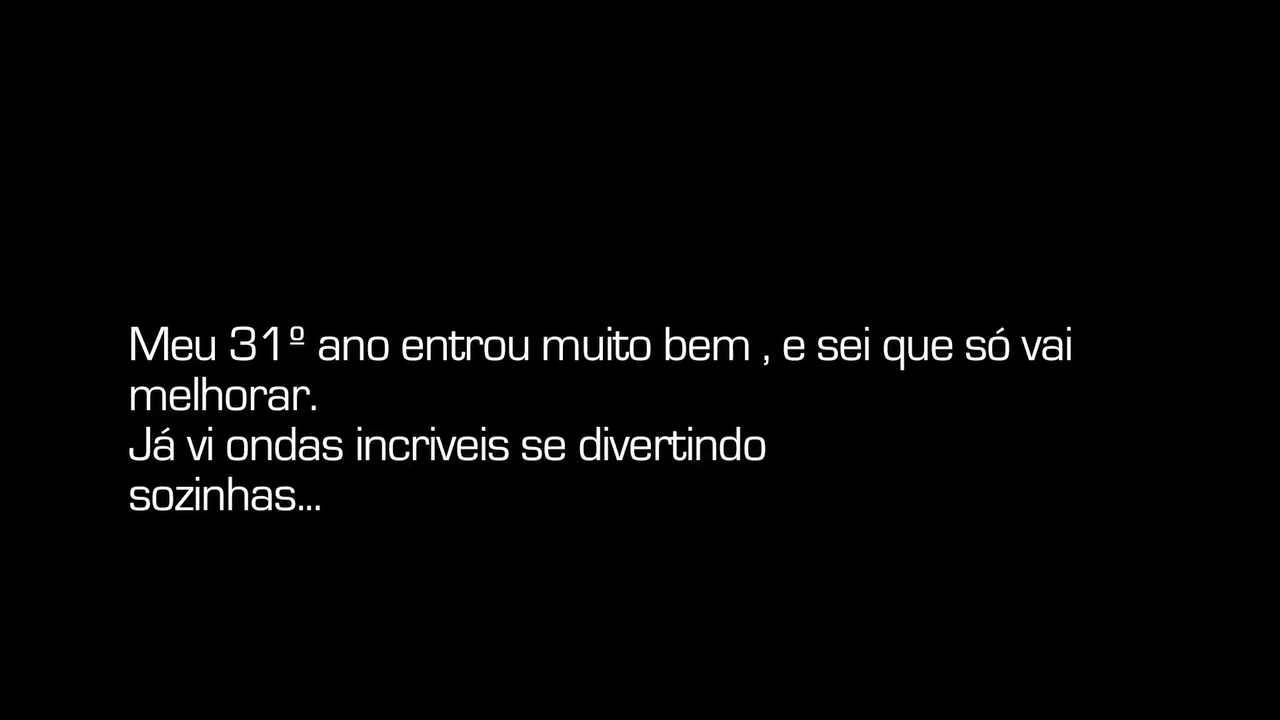 Meu 31º ano entrou muito bem , e sei que só vai
melhorar.
Já vi ondas incriveis se divertindo
sozinhas...